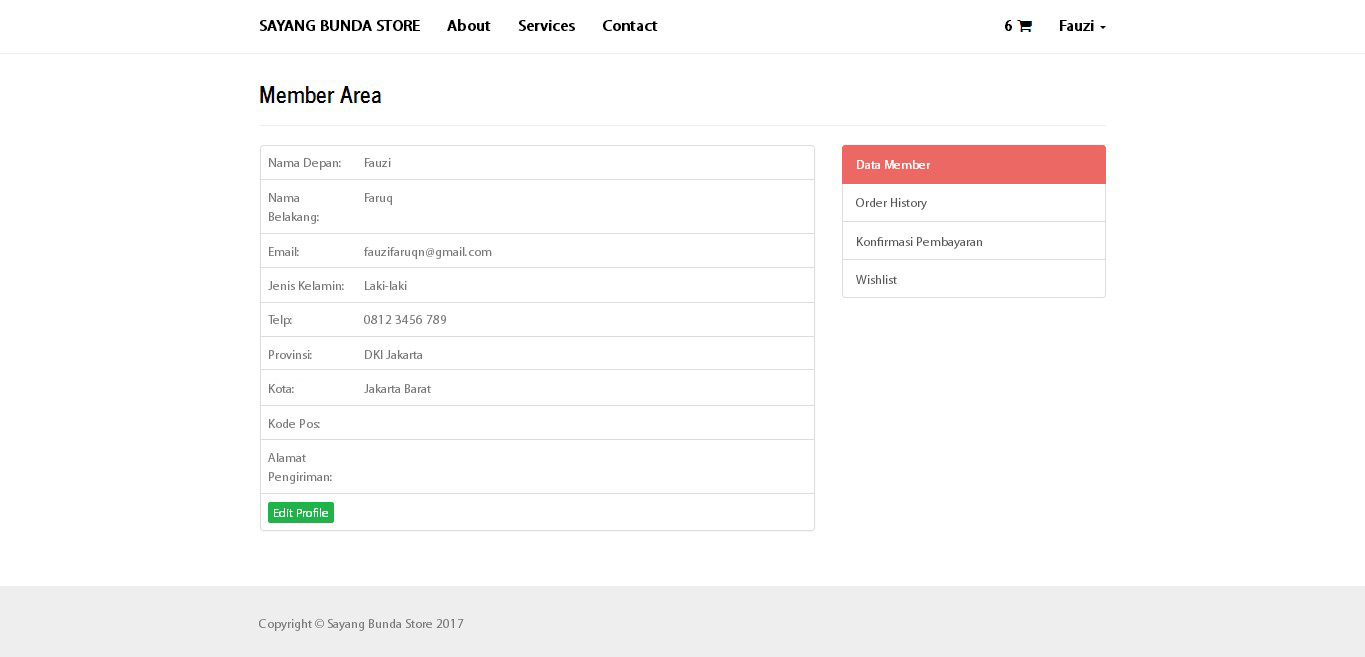 SAYANG BUNDA STORE About Services Contact 6 Fauzi
Member Area
Nama Depan: Fauzi
Nama Faruq
Belakang:
Email: fauzifaruqn@gmail.com
Jenis Kelamin: Laki-laki
Telp: 0812 3456 789
Provinsi: DKI Jakarta
Kota: Jakarta Barat
Kode Pos:
Alamat
Pengiriman:
Edit Profile
Data Member
Order History
Konfirmasi Pembayaran
Wishlist
Copyright © Sayang Bunda Store 2017